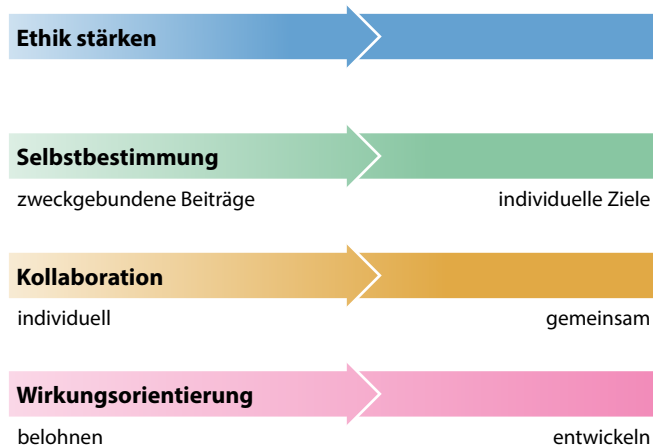 Ethik stärken
Selbstbestimmung
zweckgebundene Beiträge individuelle Ziele
Kollaboration
individuell gemeinsam
Wirkungsorientierung
belohnen entwickeln